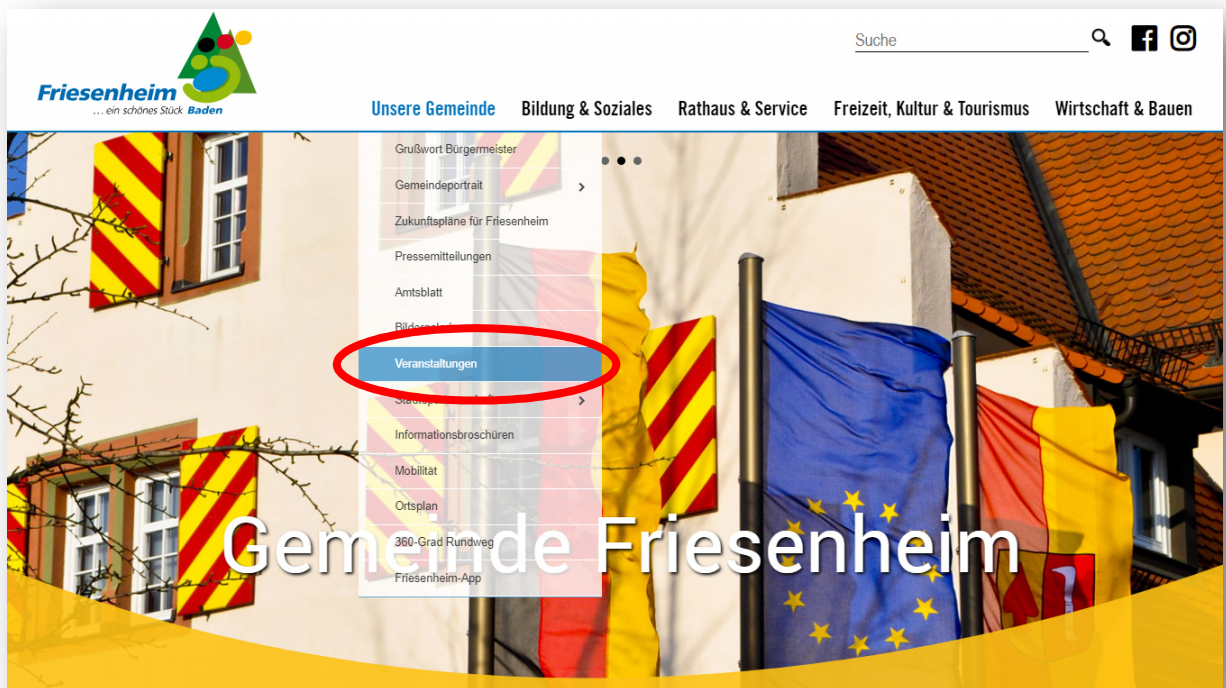 Suche
Friesenheim
... ein schönes Stück Baden
Unsere Gemeinde Bildung & Soziales Rathaus & Service Freizeit, Kultur & Tourismus Wirtschaft & Bauen
Grußwort Bürgermeister
Gemeindeportrait
Zukunftspläne für Friesenheim
Pressemitteilungen
Amtsblatt
Veranstaltungen
Informationsbroschüren
Mobilität
Ortsplan
360-Grad Rundweg
Gemeinde Friesenheim
Friesenheim-App